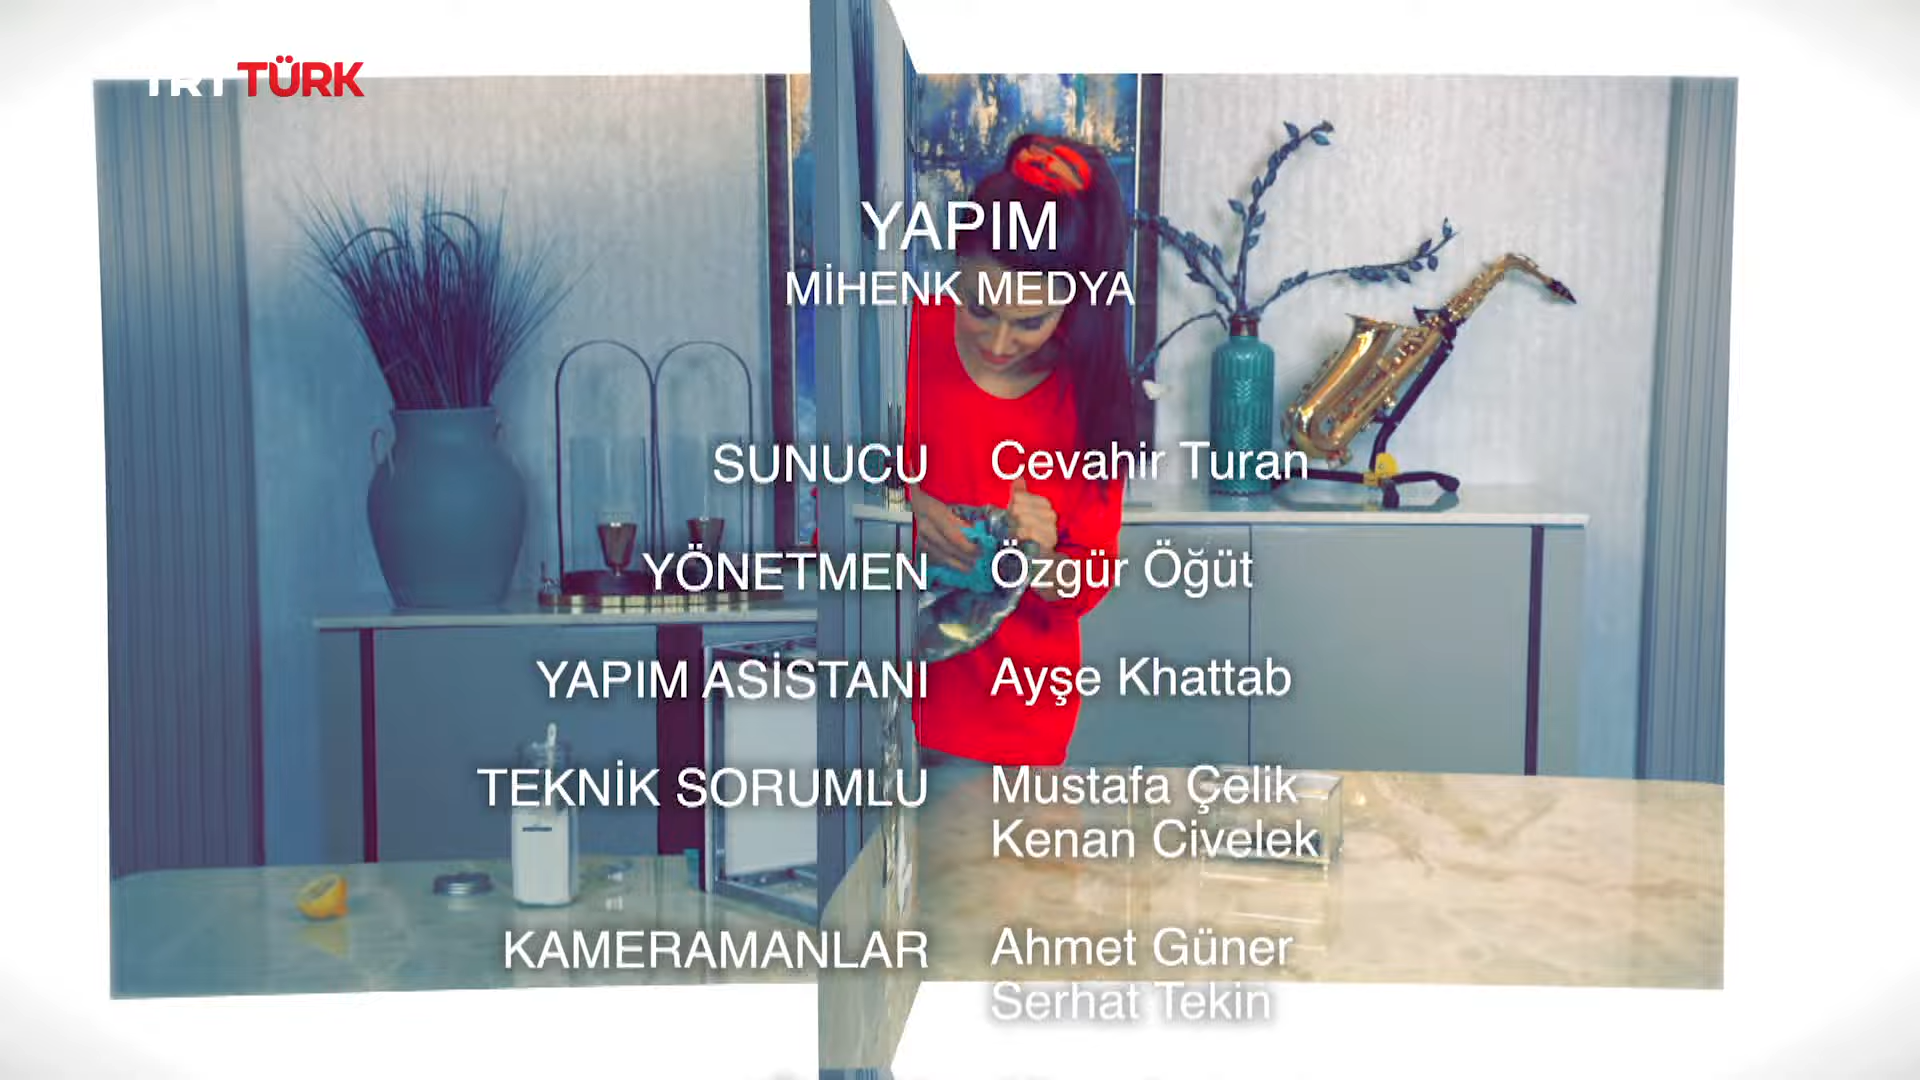 TRT TÜRK
YAPIM
MİHENK MEDYA
SUNUCU Cevahir Turan
YÖNETMEN Özgür Öğüt
YAPIM ASİSTANI Ayşe Khattab
TEKNİK SORUMLU Mustafa Çelik
Kenan Civelek
KAMERAMANLAR Ahmet Güner
Serhat Tekin